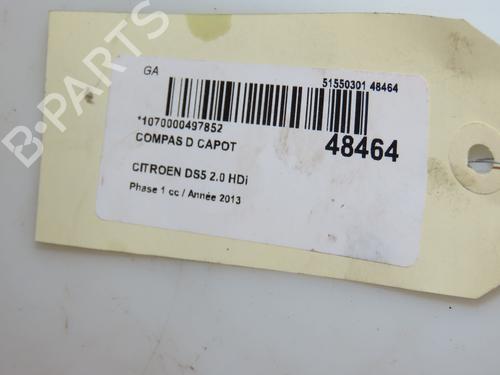 GA
51550301 48464
*1070000497852
COMPAS D CAPOT
48464
CITROEN DS5 2.0 HDi
Phase 1 cc / Année 2013
B-PARTS